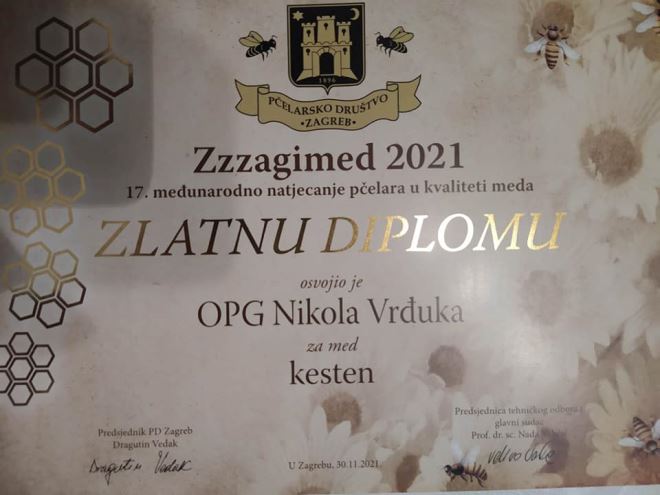 1896
PČELARSKO DRUŠTVO
•ZAGREB•
Zzzagimed 2021
17. međunarodno natjecanje pčelara u kvaliteti meda
ZLATNU DIPLOMU
osvojio je
OPG Nikola Vrđuka
za med
kesten
Predsjednik PD Zagreb
Dragutin Vedak
Dragutin Vedak
Predsjednica tehničkog odbora i
glavni sudac
Prof. dr. sc. Nada
U Zagrebu, 30.11.2021.